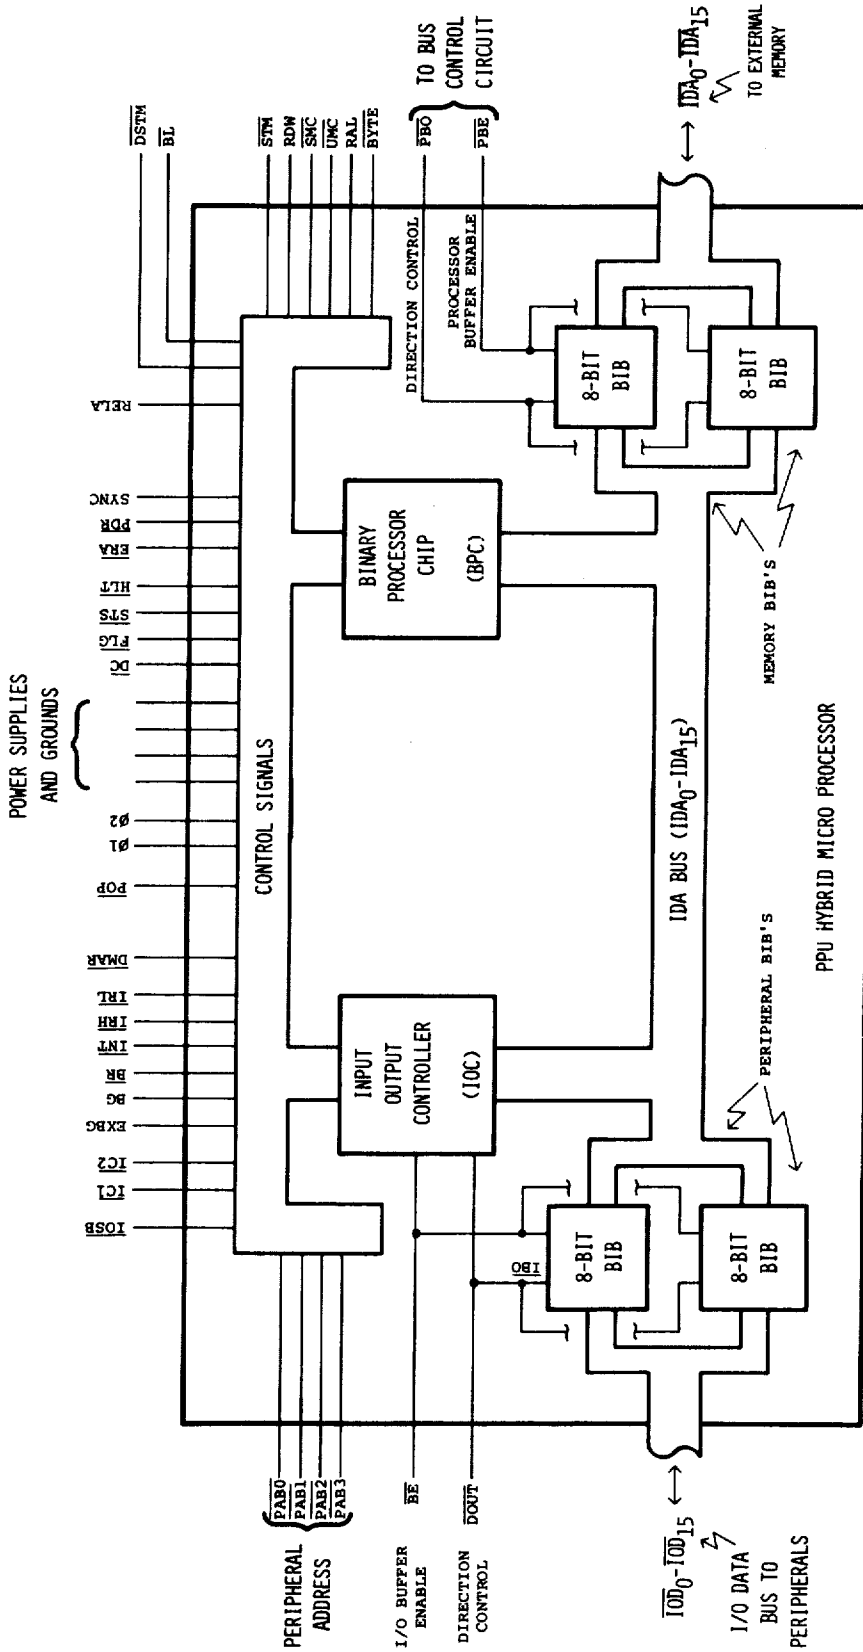 POWER SUPPLIES
AND GROUNDS
IOSB
IC1
IC2
EXBG
BG
BR
INT
IRH
IRL
DMAR
POP
Ø1
Ø2
DC
FLG
STS
HLT
ERA
PDR
SYNC
RELA
DSTM
BL
CONTROL SIGNALS
STM
RDW
SMC
UMC
RAL
BYTE
PAB0
PAB1
PAB2
PAB3
PERIPHERAL
ADDRESS
INPUT
OUTPUT
CONTROLLER
(IOC)
BINARY
PROCESSOR
CHIP
(BPC)
DIRECTION CONTROL
PBO
PROCESSOR
BUFFER ENABLE
PBE
TO BUS
CONTROL
CIRCUIT
BE
I/O BUFFER
ENABLE
DOUT
DIRECTION
CONTROL
IBO
8-BIT
BIB
8-BIT
BIB
8-BIT
BIB
8-BIT
BIB
IDA BUS (IDA0-IDA15)
IOD0-IOD15
I/O DATA
BUS TO
PERIPHERALS
IDA0-IDA15
TO EXTERNAL
MEMORY
PERIPHERAL BIB'S
MEMORY BIB'S
PPU HYBRID MICRO PROCESSOR